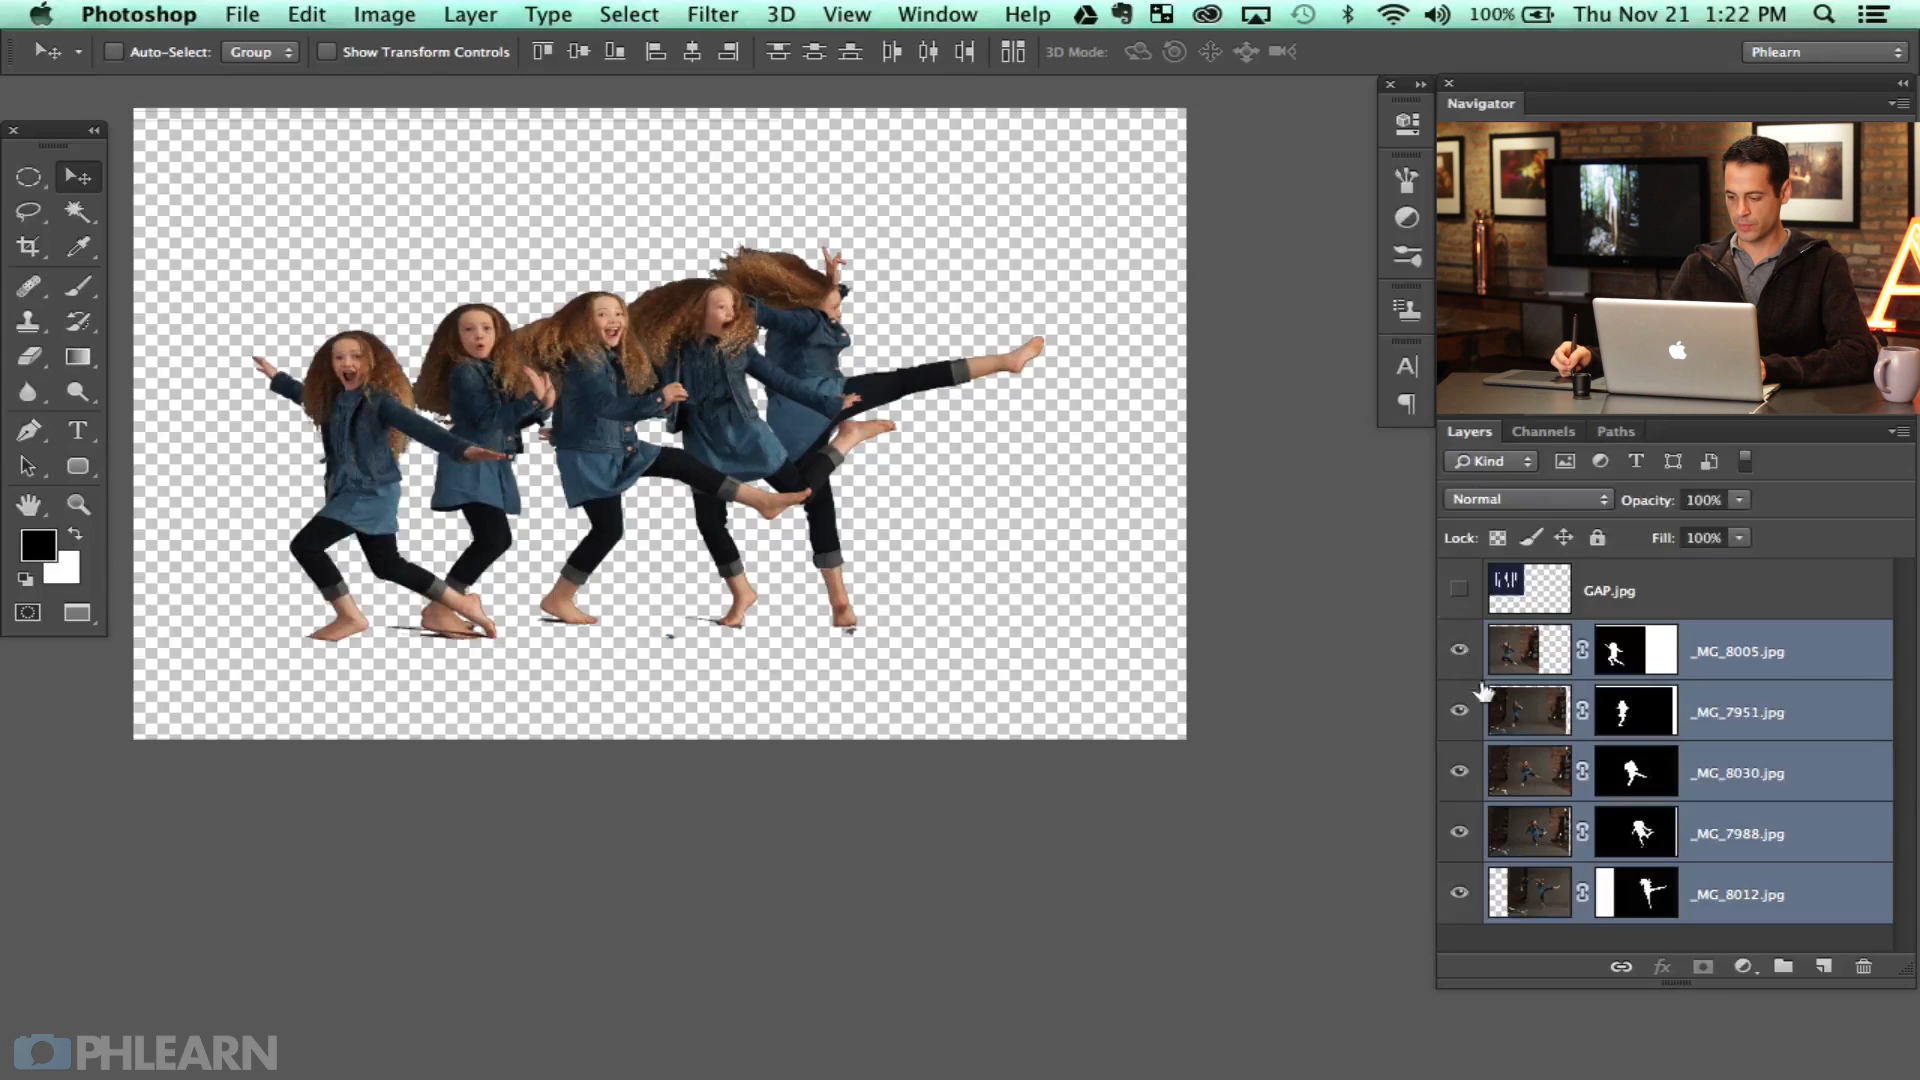 Photoshop File Edit Image Layer Type Select Filter 3D View Window Help 100% Thu Nov 21 1:22 PM
Auto-Select: Group Show Transform Controls 3D Mode: Phlearn
Navigator
A
Layers Channels Paths
Kind
Normal Opacity: 100%
Lock: Fill: 100%
GAP GAP.jpg
_MG_8005.jpg
_MG_7951.jpg
_MG_8030.jpg
_MG_7988.jpg
_MG_8012.jpg
fx
PHLEARN